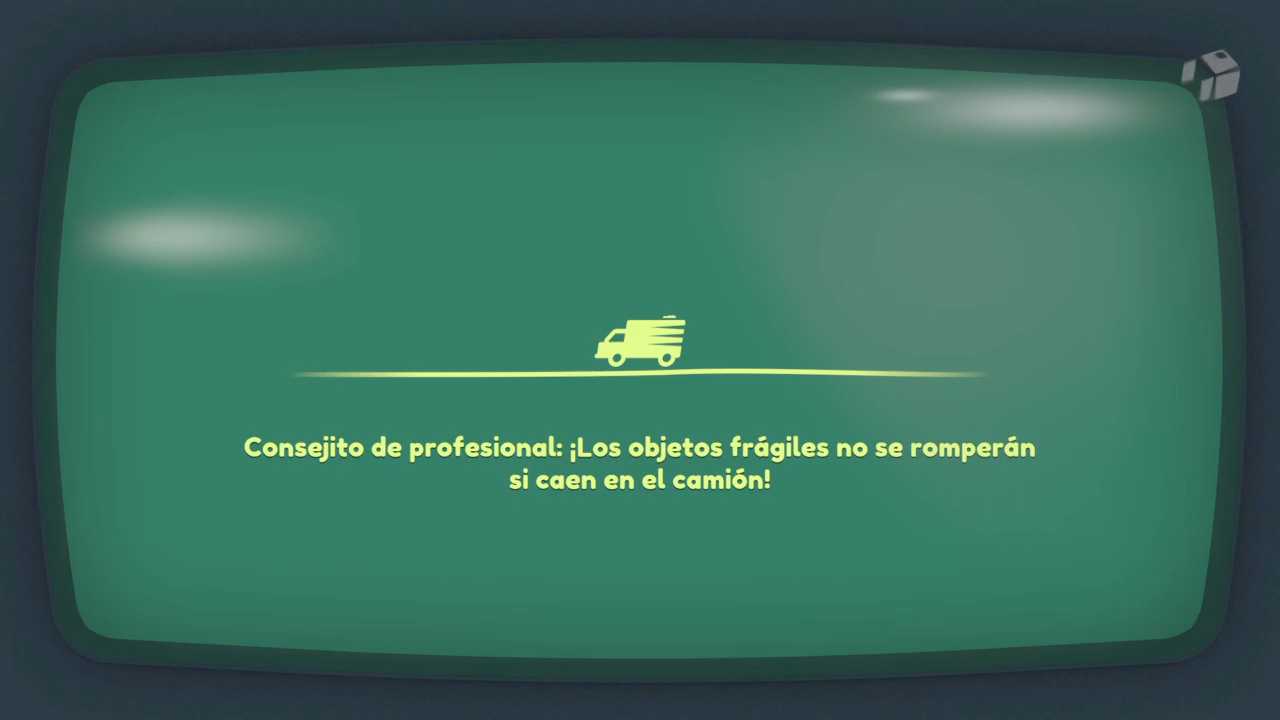 Consejito de profesional: ¡Los objetos frágiles no se romperán
si caen en el camión!